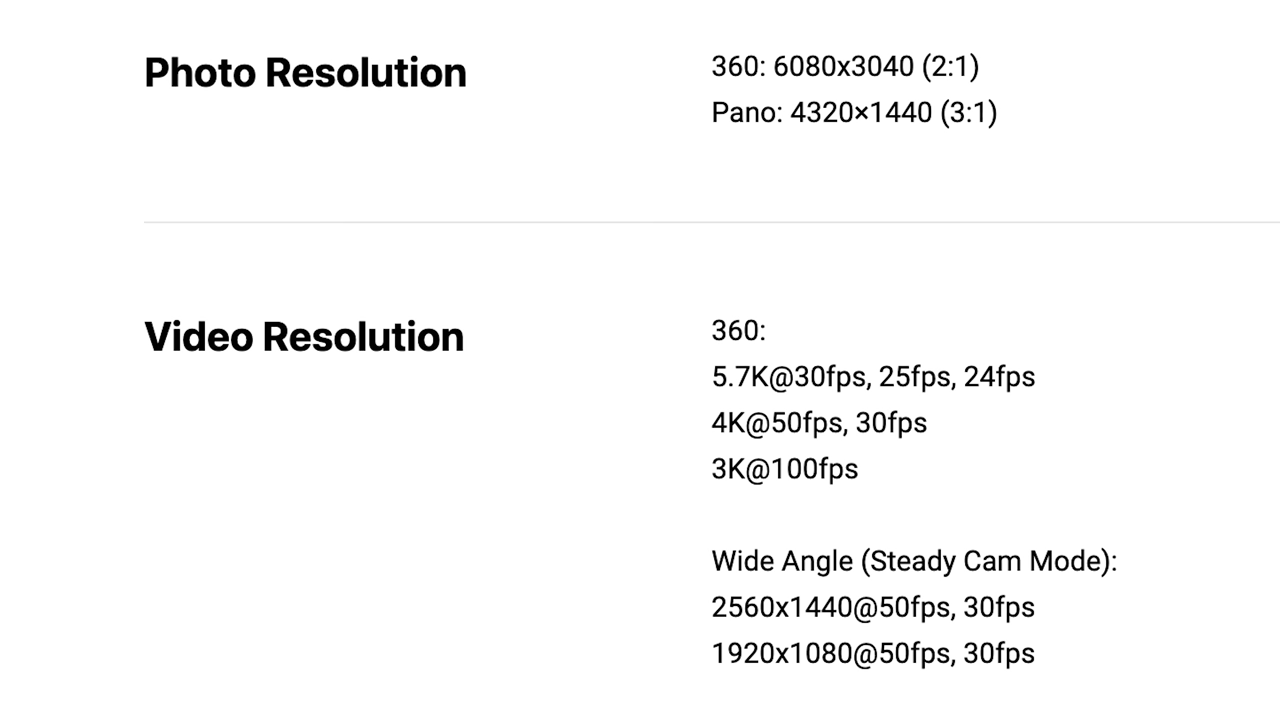 Photo Resolution
360: 6080x3040 (2:1)
Pano: 4320×1440 (3:1)
Video Resolution
360:
5.7K@30fps, 25fps, 24fps
4K@50fps, 30fps
3K@100fps
Wide Angle (Steady Cam Mode):
2560x1440@50fps, 30fps
1920x1080@50fps, 30fps